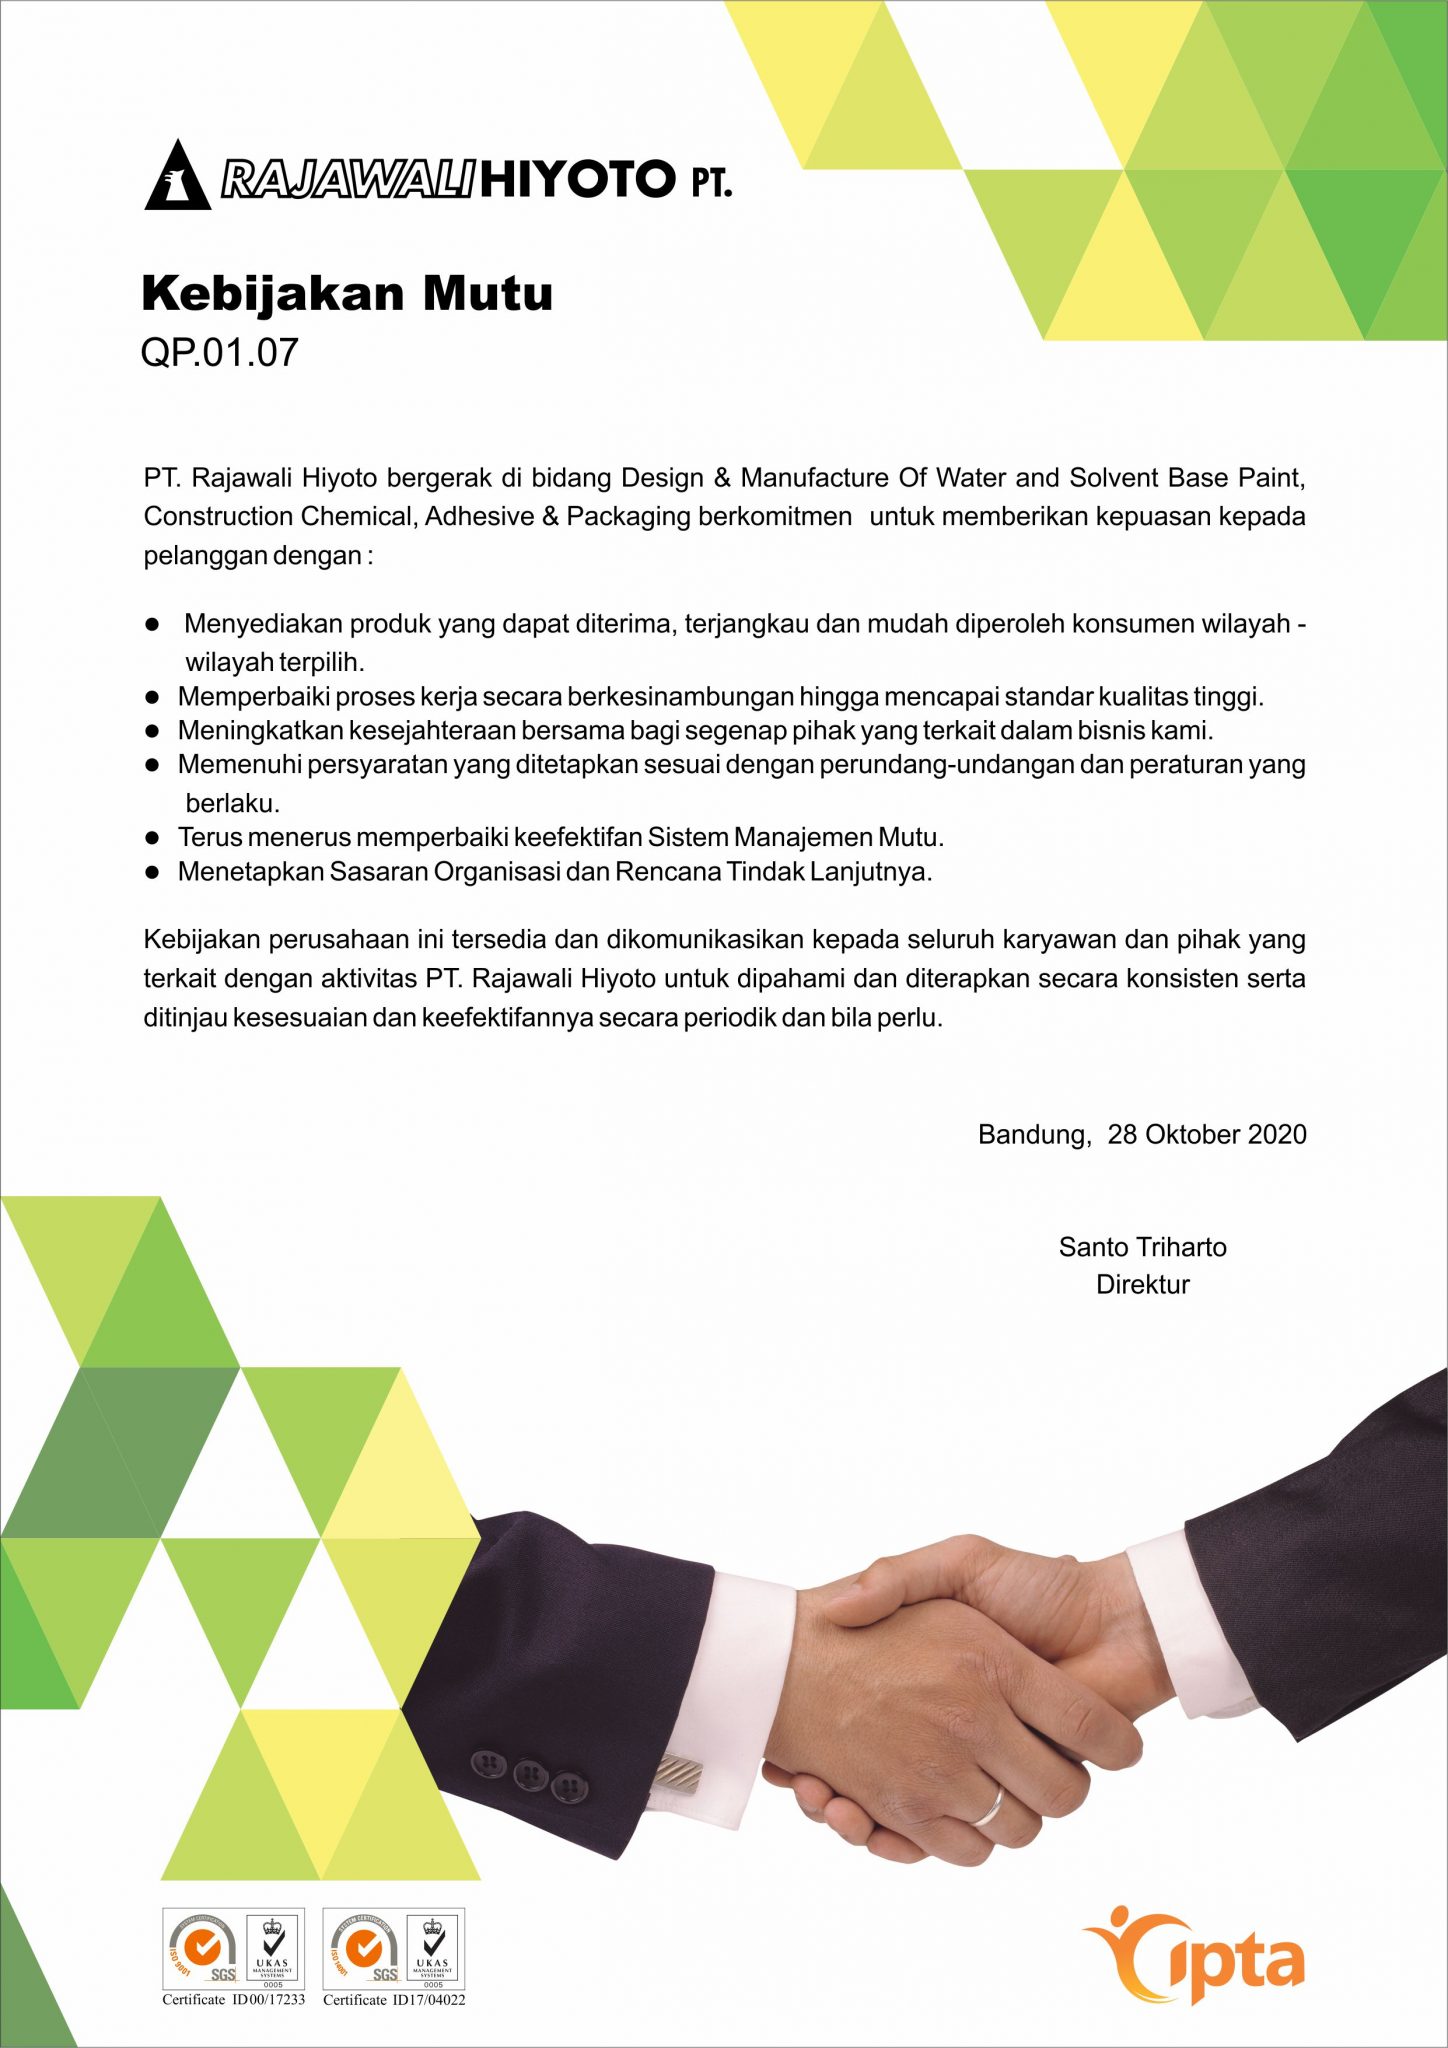 RAJAWALI HIYOTO PT.
Kebijakan Mutu
QP.01.07
PT. Rajawali Hiyoto bergerak di bidang Design & Manufacture Of Water and Solvent Base Paint,
Construction Chemical, Adhesive & Packaging berkomitmen untuk memberikan kepuasan kepada
pelanggan dengan :
● Menyediakan produk yang dapat diterima, terjangkau dan mudah diperoleh konsumen wilayah -
wilayah terpilih.
● Memperbaiki proses kerja secara berkesinambungan hingga mencapai standar kualitas tinggi.
● Meningkatkan kesejahteraan bersama bagi segenap pihak yang terkait dalam bisnis kami.
● Memenuhi persyaratan yang ditetapkan sesuai dengan perundang-undangan dan peraturan yang
berlaku.
● Terus menerus memperbaiki keefektifan Sistem Manajemen Mutu.
● Menetapkan Sasaran Organisasi dan Rencana Tindak Lanjutnya.
Kebijakan perusahaan ini tersedia dan dikomunikasikan kepada seluruh karyawan dan pihak yang
terkait dengan aktivitas PT. Rajawali Hiyoto untuk dipahami dan diterapkan secara konsisten serta
ditinjau kesesuaian dan keefektifannya secara periodik dan bila perlu.
Bandung, 28 Oktober 2020
Santo Triharto
Direktur
SYSTEM CERTIFICATION
ISO 9001
SGS
UKAS
MANAGEMENT
SYSTEMS
0005
Certificate ID00/17233
SYSTEM CERTIFICATION
ISO 14001
SGS
UKAS
MANAGEMENT
SYSTEMS
0005
Certificate ID17/04022
Cipta